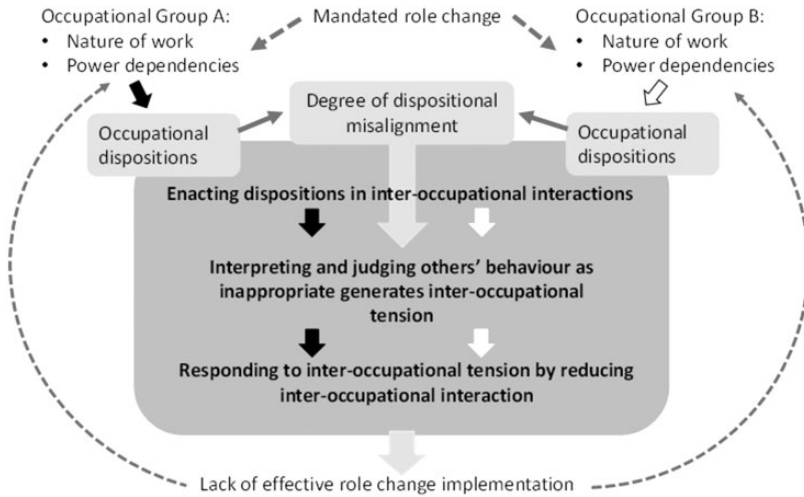 Occupational Group A:
• Nature of work
• Power dependencies
Mandated role change
Occupational Group B:
• Nature of work
• Power dependencies
Occupational
dispositions
Degree of dispositional
misalignment
Occupational
dispositions
Enacting dispositions in inter-occupational interactions
Interpreting and judging others' behaviour as
inappropriate generates inter-occupational
tension
Responding to inter-occupational tension by reducing
inter-occupational interaction
Lack of effective role change implementation